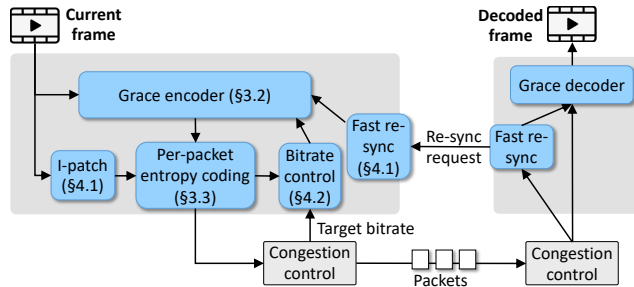 Current
frame
Decoded
frame
Grace encoder (§3.2)
Grace decoder
Fast re-
sync
(§4.1)
Re-sync
request
Fast re-
sync
I-patch
(§4.1)
Per-packet
entropy coding
(§3.3)
Bitrate
control
(§4.2)
Target bitrate
Congestion
control
Packets
Congestion
control